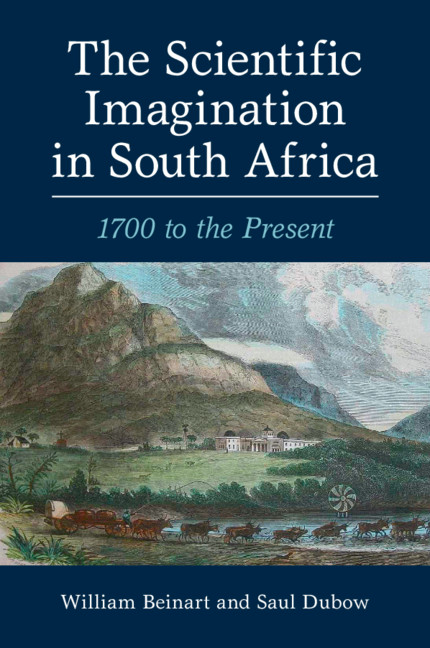 The Scientific
Imagination
in South Africa
1700 to the Present
William Beinart and Saul Dubow